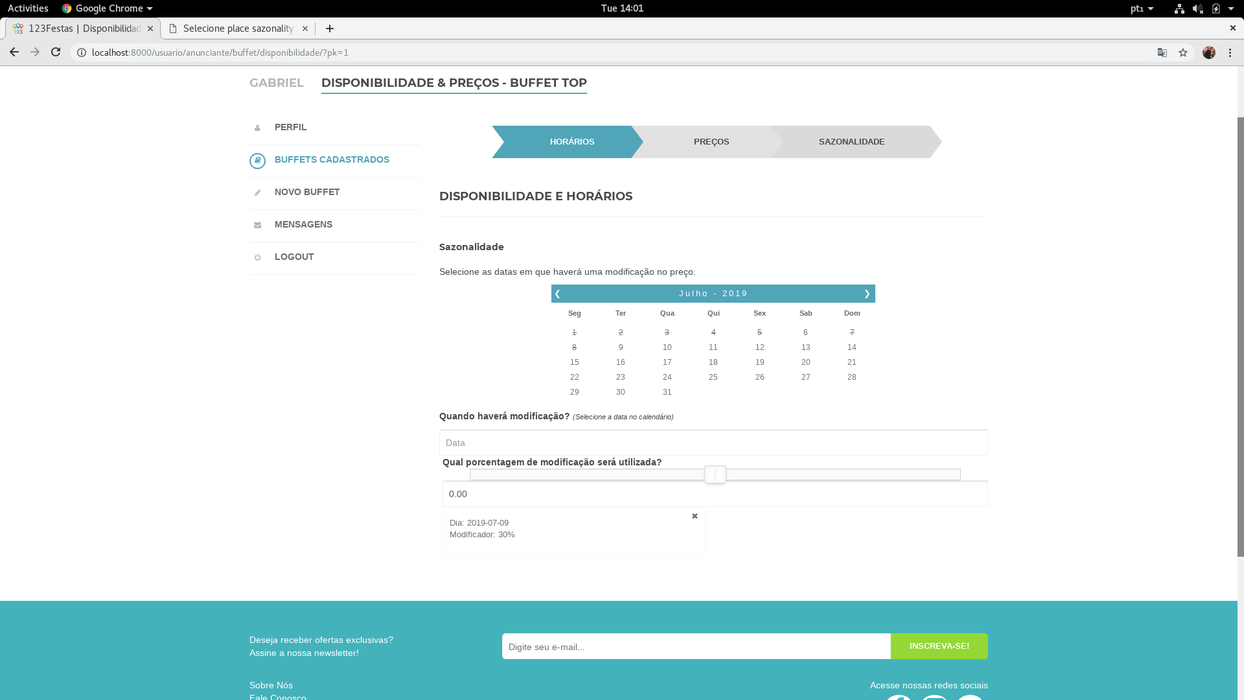 Activities
Google Chrome
Tue 14:01
pt₁
123Festas | Disponibilidad
Selecione place sazonality
localhost:8000/usuario/anunciante/buffet/disponibilidade/?pk=1
GABRIEL
DISPONIBILIDADE & PREÇOS - BUFFET TOP
PERFIL
BUFFETS CADASTRADOS
NOVO BUFFET
MENSAGENS
LOGOUT
HORÁRIOS
PREÇOS
SAZONALIDADE
DISPONIBILIDADE E HORÁRIOS
Sazonalidade
Selecione as datas em que haverá uma modificação no preço.
Julho - 2019
Seg Ter Qua Qui Sex Sab Dom
1 2 3 4 5 6 7
8 9 10 11 12 13 14
15 16 17 18 19 20 21
22 23 24 25 26 27 28
29 30 31
Quando haverá modificação? (Selecione a data no calendário)
Data
Qual porcentagem de modificação será utilizada?
0.00
Dia: 2019-07-09
Modificador: 30%
Deseja receber ofertas exclusivas?
Assine a nossa newsletter!
Digite seu e-mail...
INSCREVA-SE!
Sobre Nós
Fale Conosco
Acesse nossas redes sociais